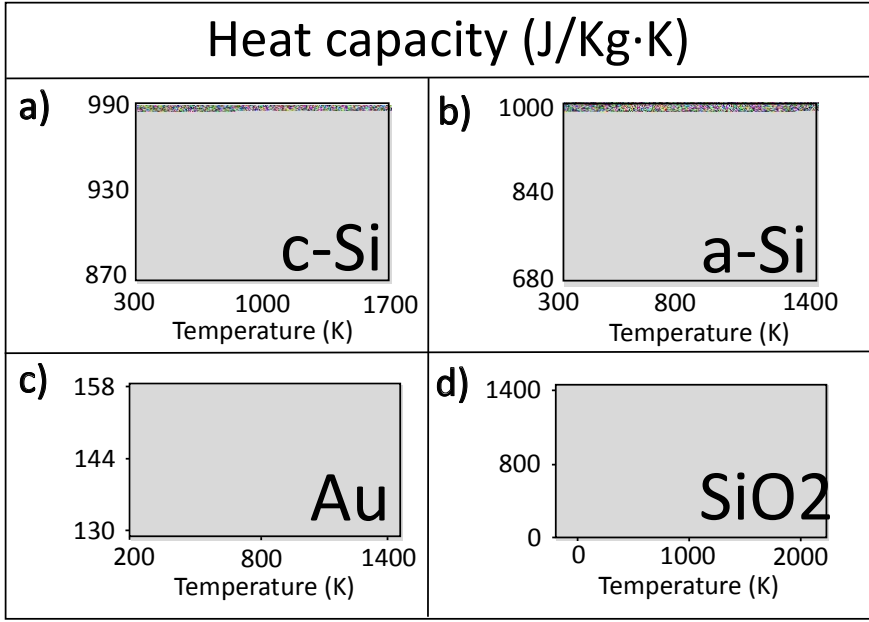 Heat capacity (J/Kg·K)
a)
990
930
870
c-Si
300 1000 1700
Temperature (K)
b)
1000
840
680
a-Si
300 800 1400
Temperature (K)
c)
158
144
130
Au
200 800 1400
Temperature (K)
d)
1400
800
0
SiO2
0 1000 2000
Temperature (K)